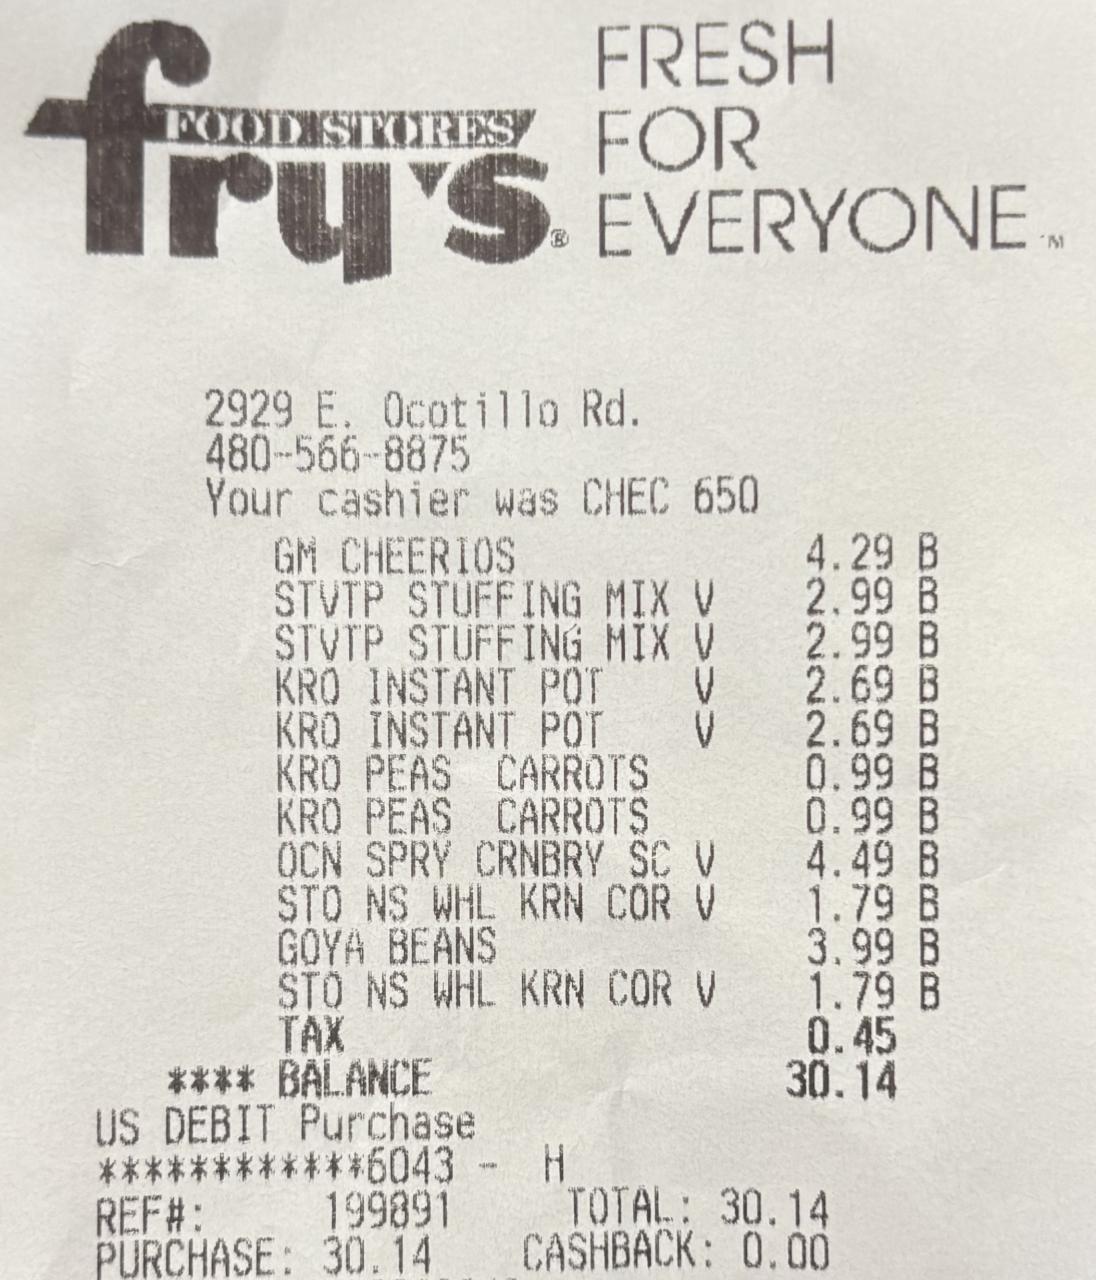 FOOD STORES
fry's®
FRESH
FOR
EVERYONE™
2929 E. Ocotillo Rd.
480-566-8875
Your cashier was CHEC 650
GM CHEERIOS 4.29 B
STVTP STUFFING MIX V 2.99 B
STVTP STUFFING MIX V 2.99 B
KRO INSTANT POT V 2.69 B
KRO INSTANT POT V 2.69 B
KRO PEAS CARROTS 0.99 B
KRO PEAS CARROTS 0.99 B
OCN SPRY CRNBRY SC V 4.49 B
STO NS WHL KRN COR V 1.79 B
GOYA BEANS 3.99 B
STO NS WHL KRN COR V 1.79 B
TAX 0.45
**** BALANCE 30.14
US DEBIT Purchase
************6043 - H
REF#: 199891 TOTAL: 30.14
PURCHASE: 30.14 CASHBACK: 0.00